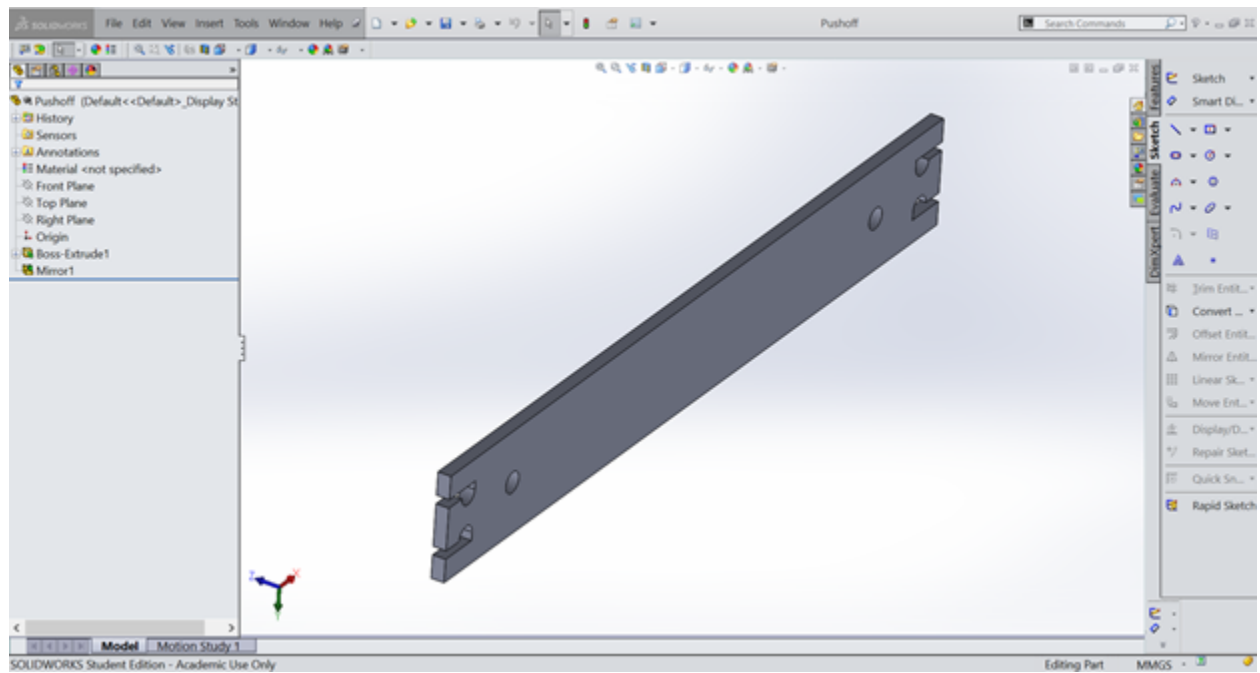 SOLIDWORKS File Edit View Insert Tools Window Help
Pushoff
Search Commands
Pushoff (Default<<Default>_Display St
History
Sensors
Annotations
Material <not specified>
Front Plane
Top Plane
Right Plane
Origin
Boss-Extrude1
Mirror1
Z
X
Y
Features
Sketch
Evaluate
DimXpert
Sketch
Smart Di...
Trim Entit...
Convert ...
Offset Entit...
Mirror Entit...
Linear Sk...
Move Ent...
Display/D...
Repair Sket...
Quick Sn...
Rapid Sketch
Model Motion Study 1
SOLIDWORKS Student Edition - Academic Use Only
Editing Part MMGS